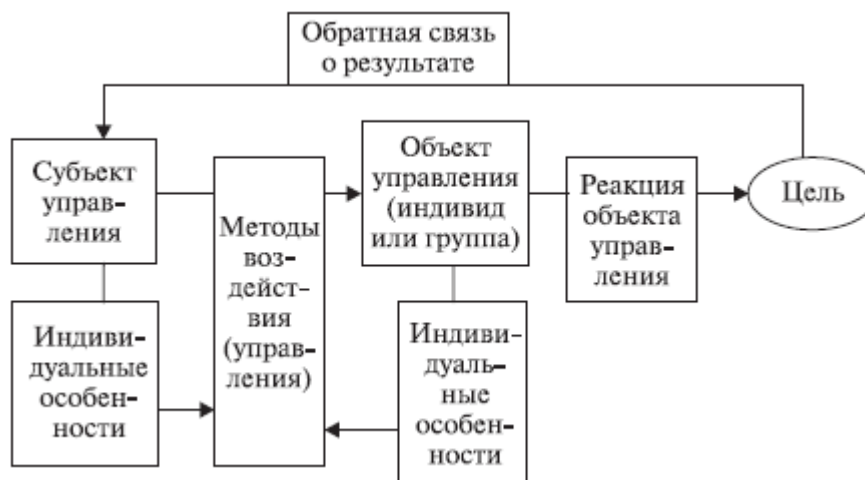 Обратная связь
о результате
Субъект
управ-
ления
Методы
воз-
действ-
вия
(управ-
ления)
Объект
управления
(индивид
или группа)
Реакция
объекта
управ-
ления
Цель
Индиви-
дуальные
особен-
ности
Индиви-
дуаль-
ные
особен-
ности